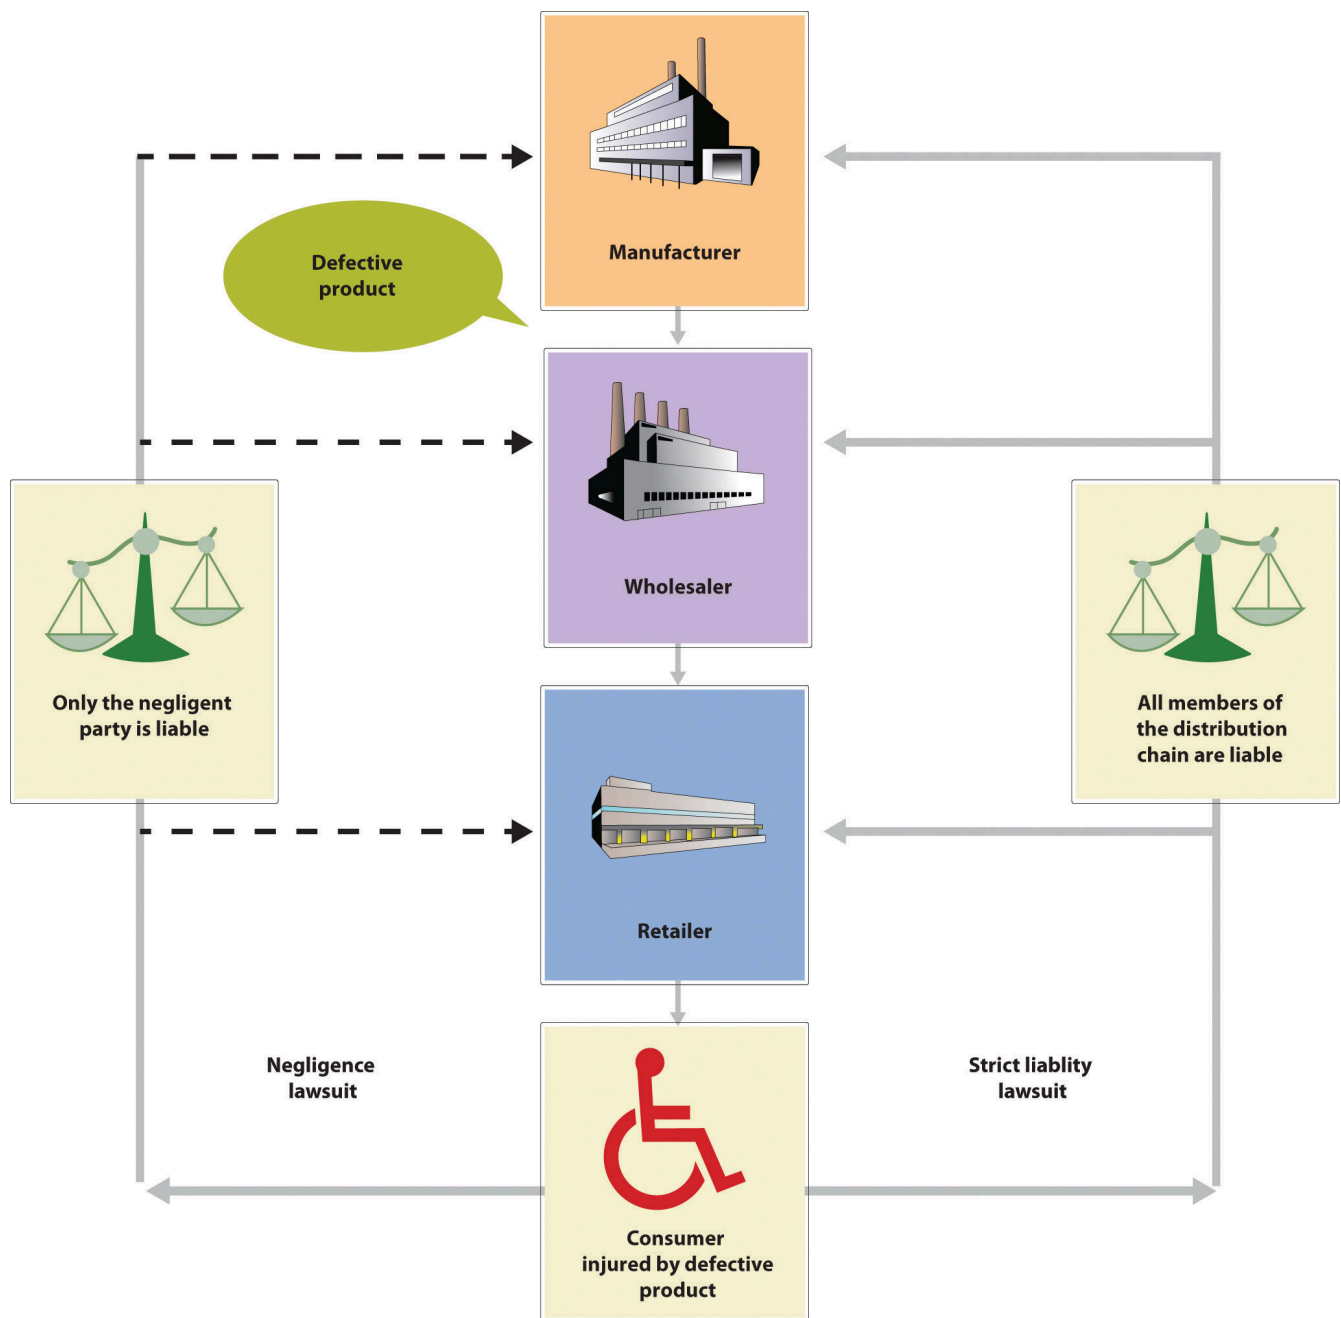 Manufacturer
Defective
product
Wholesaler
Only the negligent
party is liable
All members of
the distribution
chain are liable
Retailer
Negligence
lawsuit
Strict liablity
lawsuit
Consumer
injured by defective
product